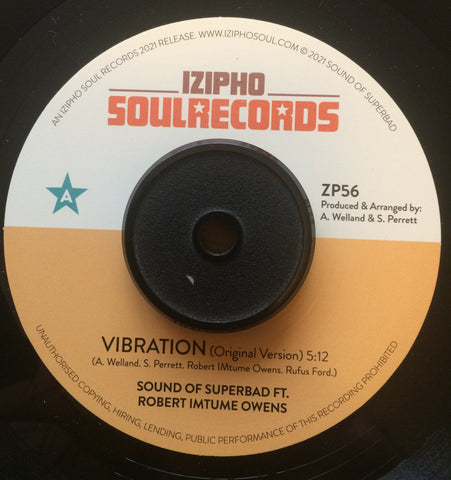 AN IZIPHO SOUL RECORDS 2021 RELEASE. WWW.IZIPHOSOUL.COM © 2021 SOUND OF SUPERBAD
IZIPHO
SOULRECORDS
A
ZP56
Produced & Arranged by:
A. Welland & S. Perrett
VIBRATION (Original Version) 5:12
(A. Welland. S. Perrett. Robert IMtume Owens. Rufus Ford.)
SOUND OF SUPERBAD FT.
ROBERT IMTUME OWENS
UNAUTHORISED COPYING, HIRING, LENDING, PUBLIC PERFORMANCE OF THIS RECORDING PROHIBITED